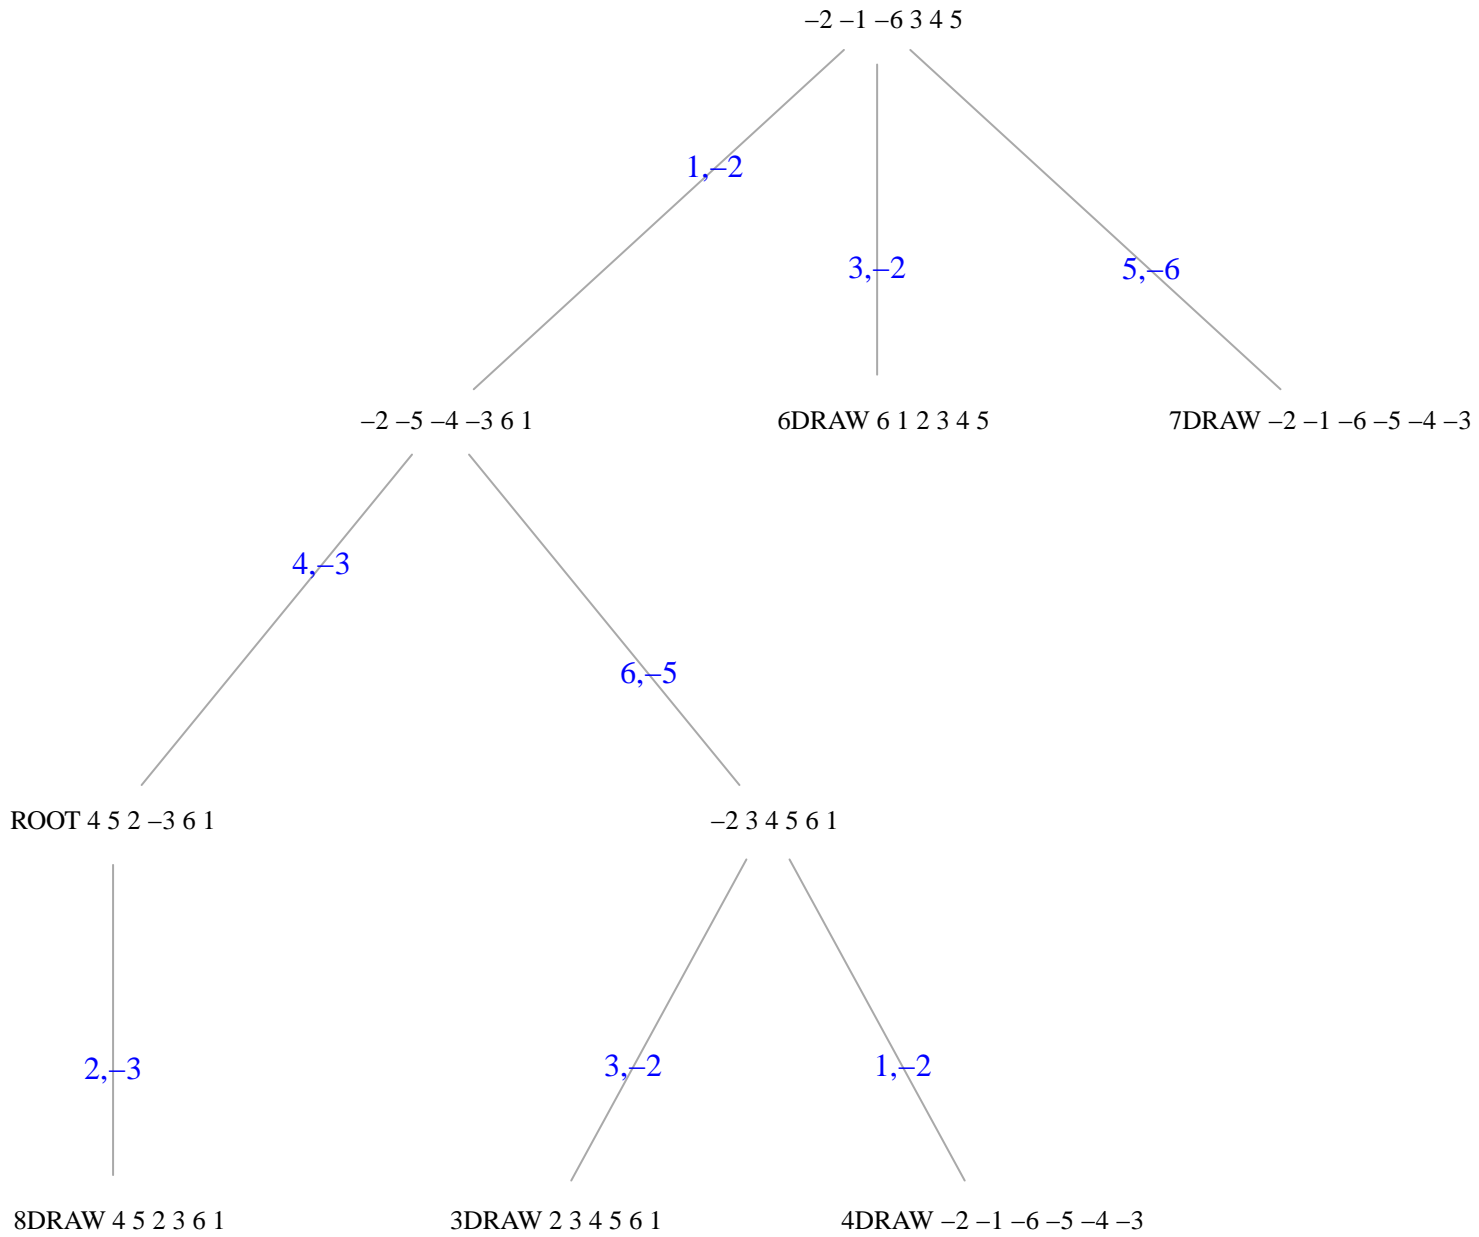 –2 –1 –6 3 4 5
1,–2
3,–2
5,–6
–2 –5 –4 –3 6 1
6DRAW 6 1 2 3 4 5
7DRAW –2 –1 –6 –5 –4 –3
4,–3
6,–5
ROOT 4 5 2 –3 6 1
–2 3 4 5 6 1
2,–3
3,–2
1,–2
8DRAW 4 5 2 3 6 1
3DRAW 2 3 4 5 6 1
4DRAW –2 –1 –6 –5 –4 –3